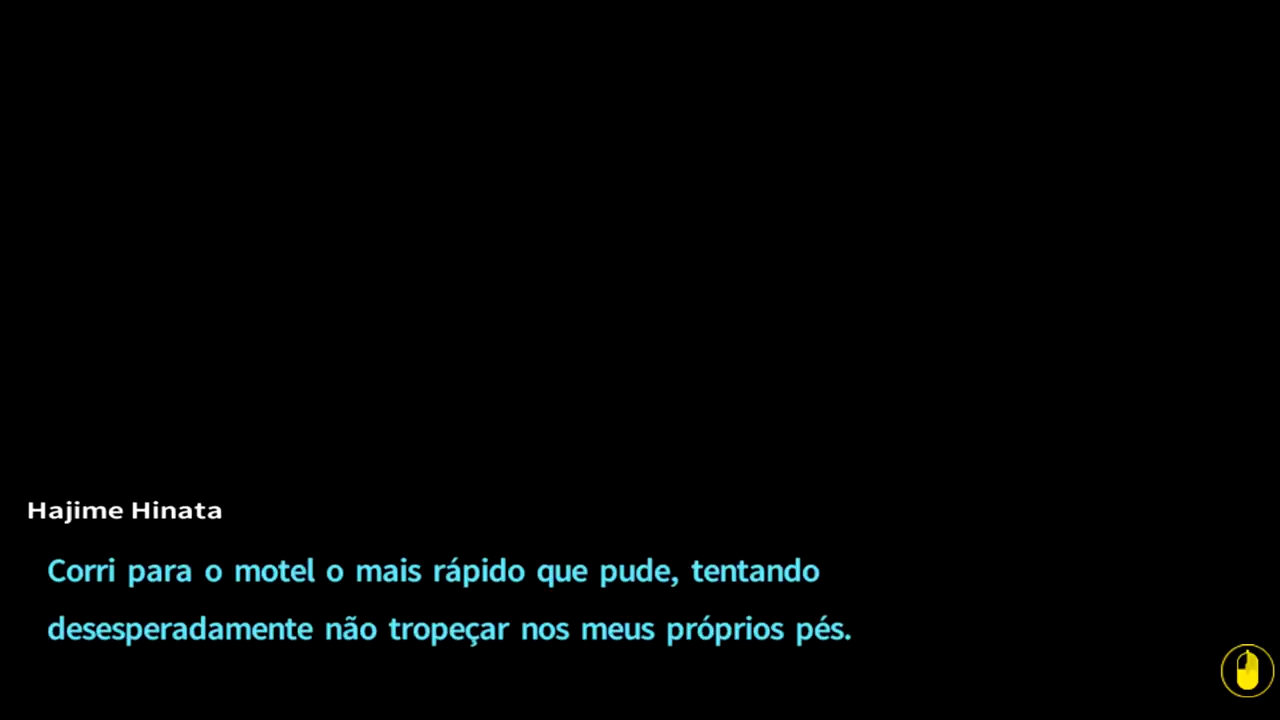 Hajime Hinata
Corri para o motel o mais rápido que pude, tentando
desesperadamente não tropeçar nos meus próprios pés.